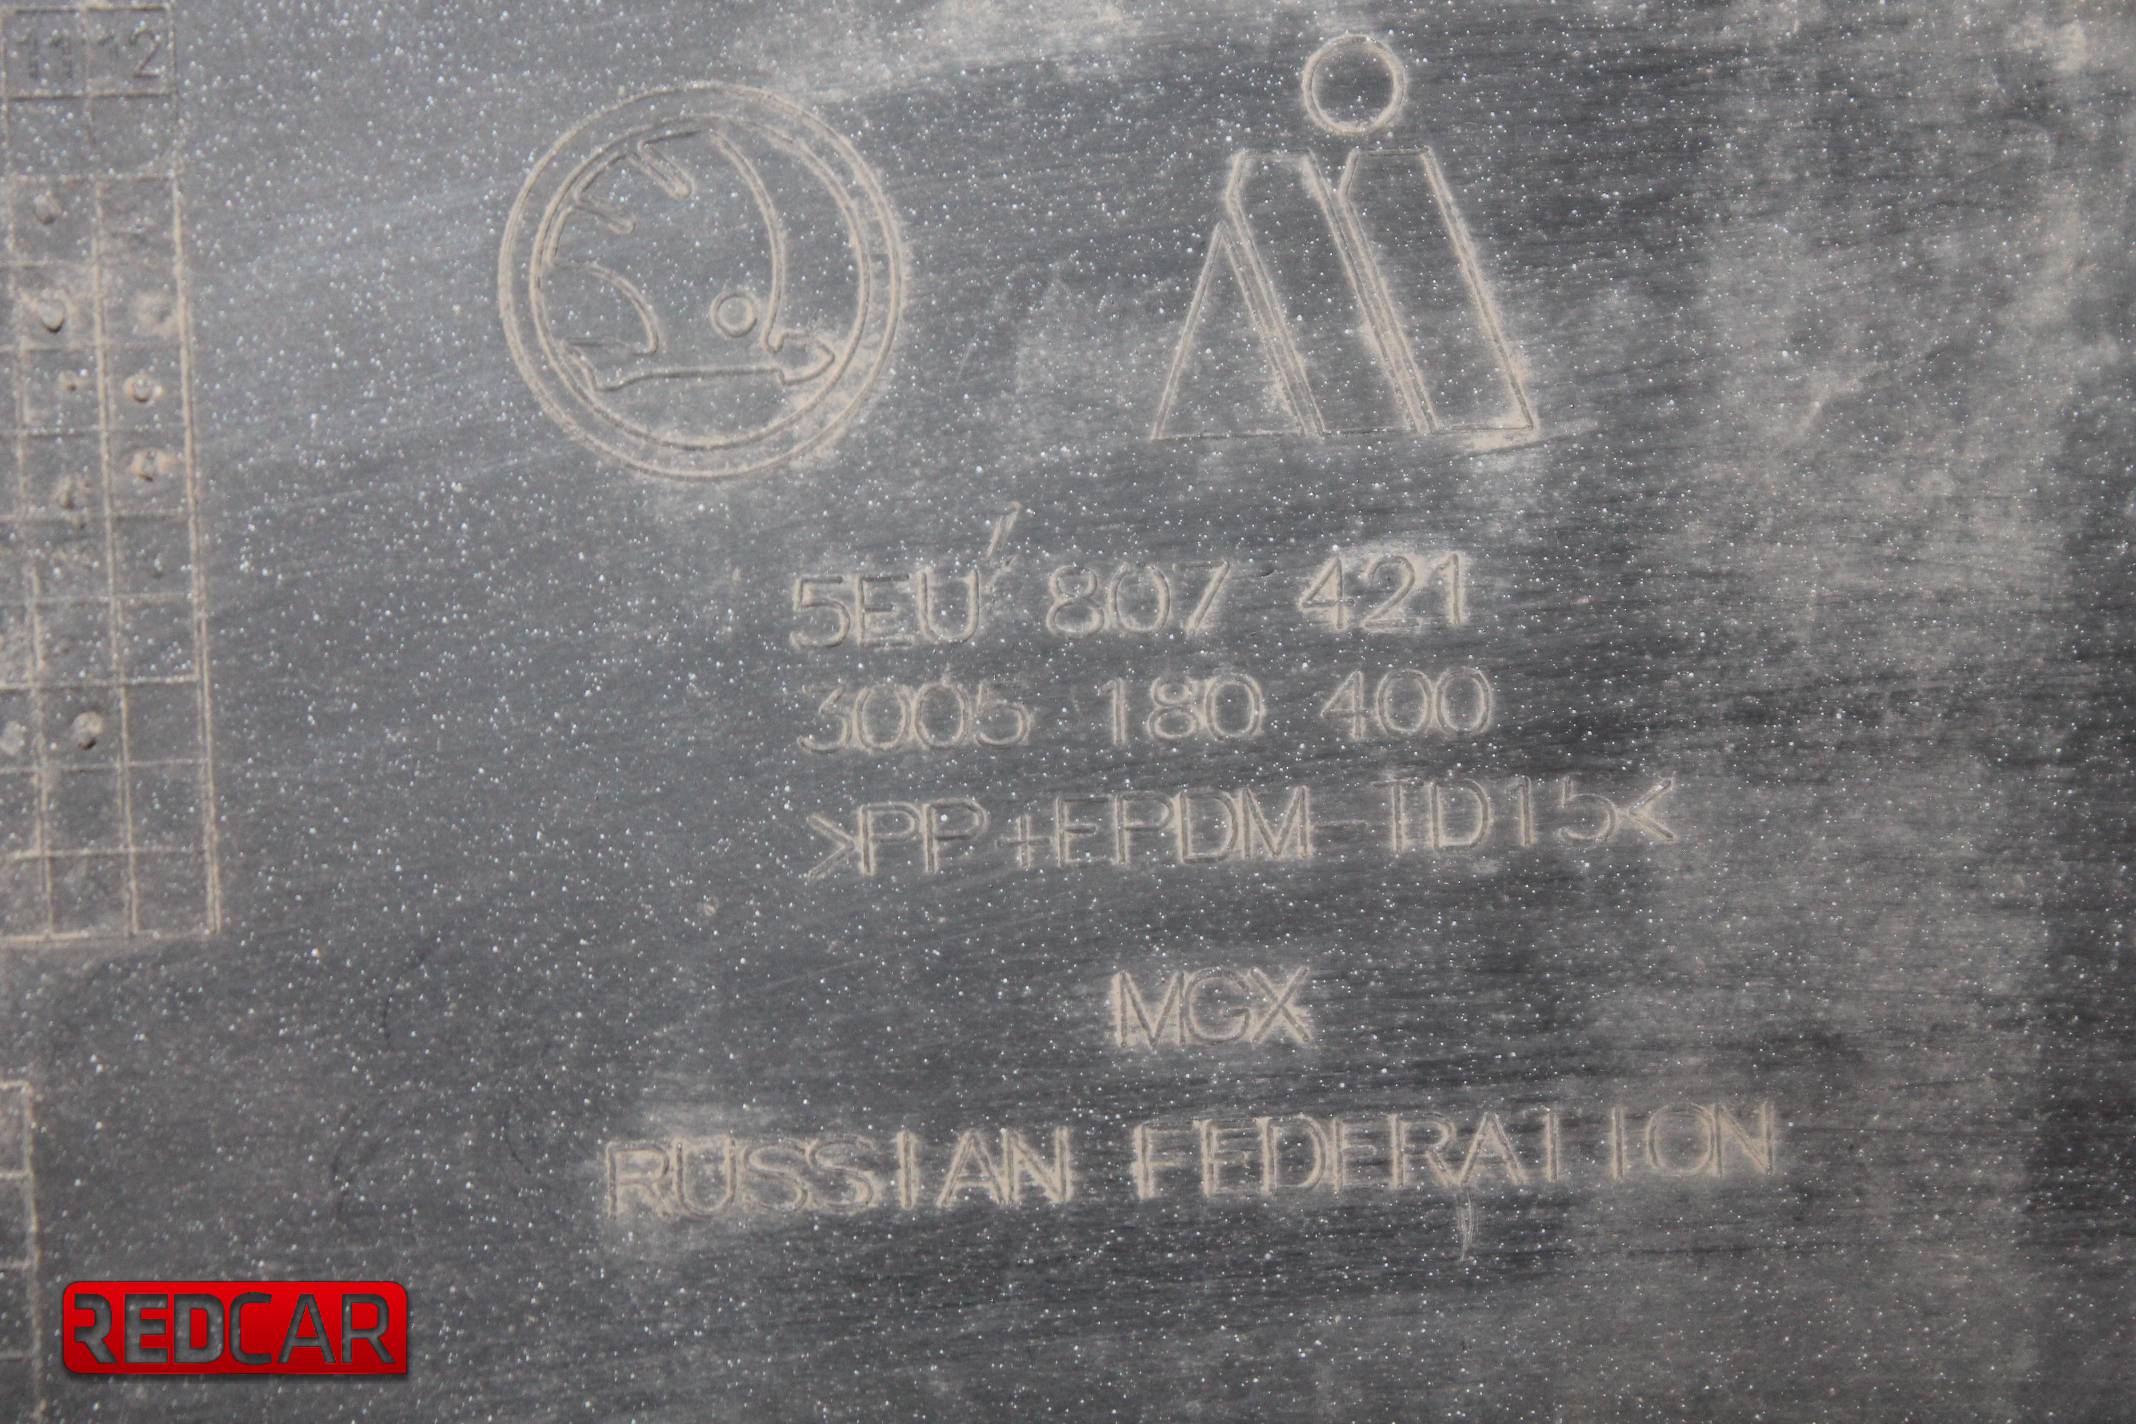 11 12
5EU 807 421
3005 180 400
>PP+EPDM-TD15<
MGX
RUSSIAN FEDERATION
REDCAR